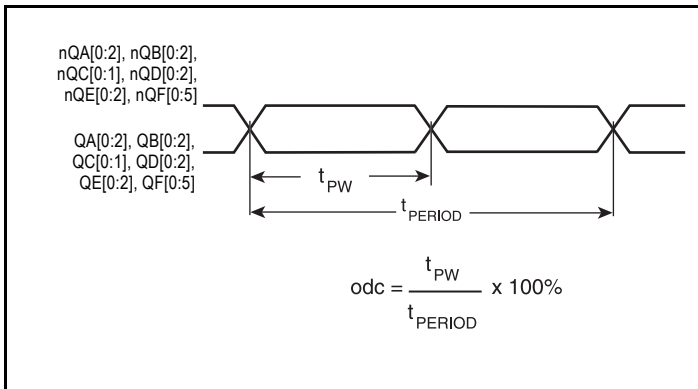 nQA[0:2], nQB[0:2],
nQC[0:1], nQD[0:2],
nQE[0:2], nQF[0:5]
QA[0:2], QB[0:2],
QC[0:1], QD[0:2],
QE[0:2], QF[0:5]
tPW
tPERIOD
odc = tPW / tPERIOD x 100%